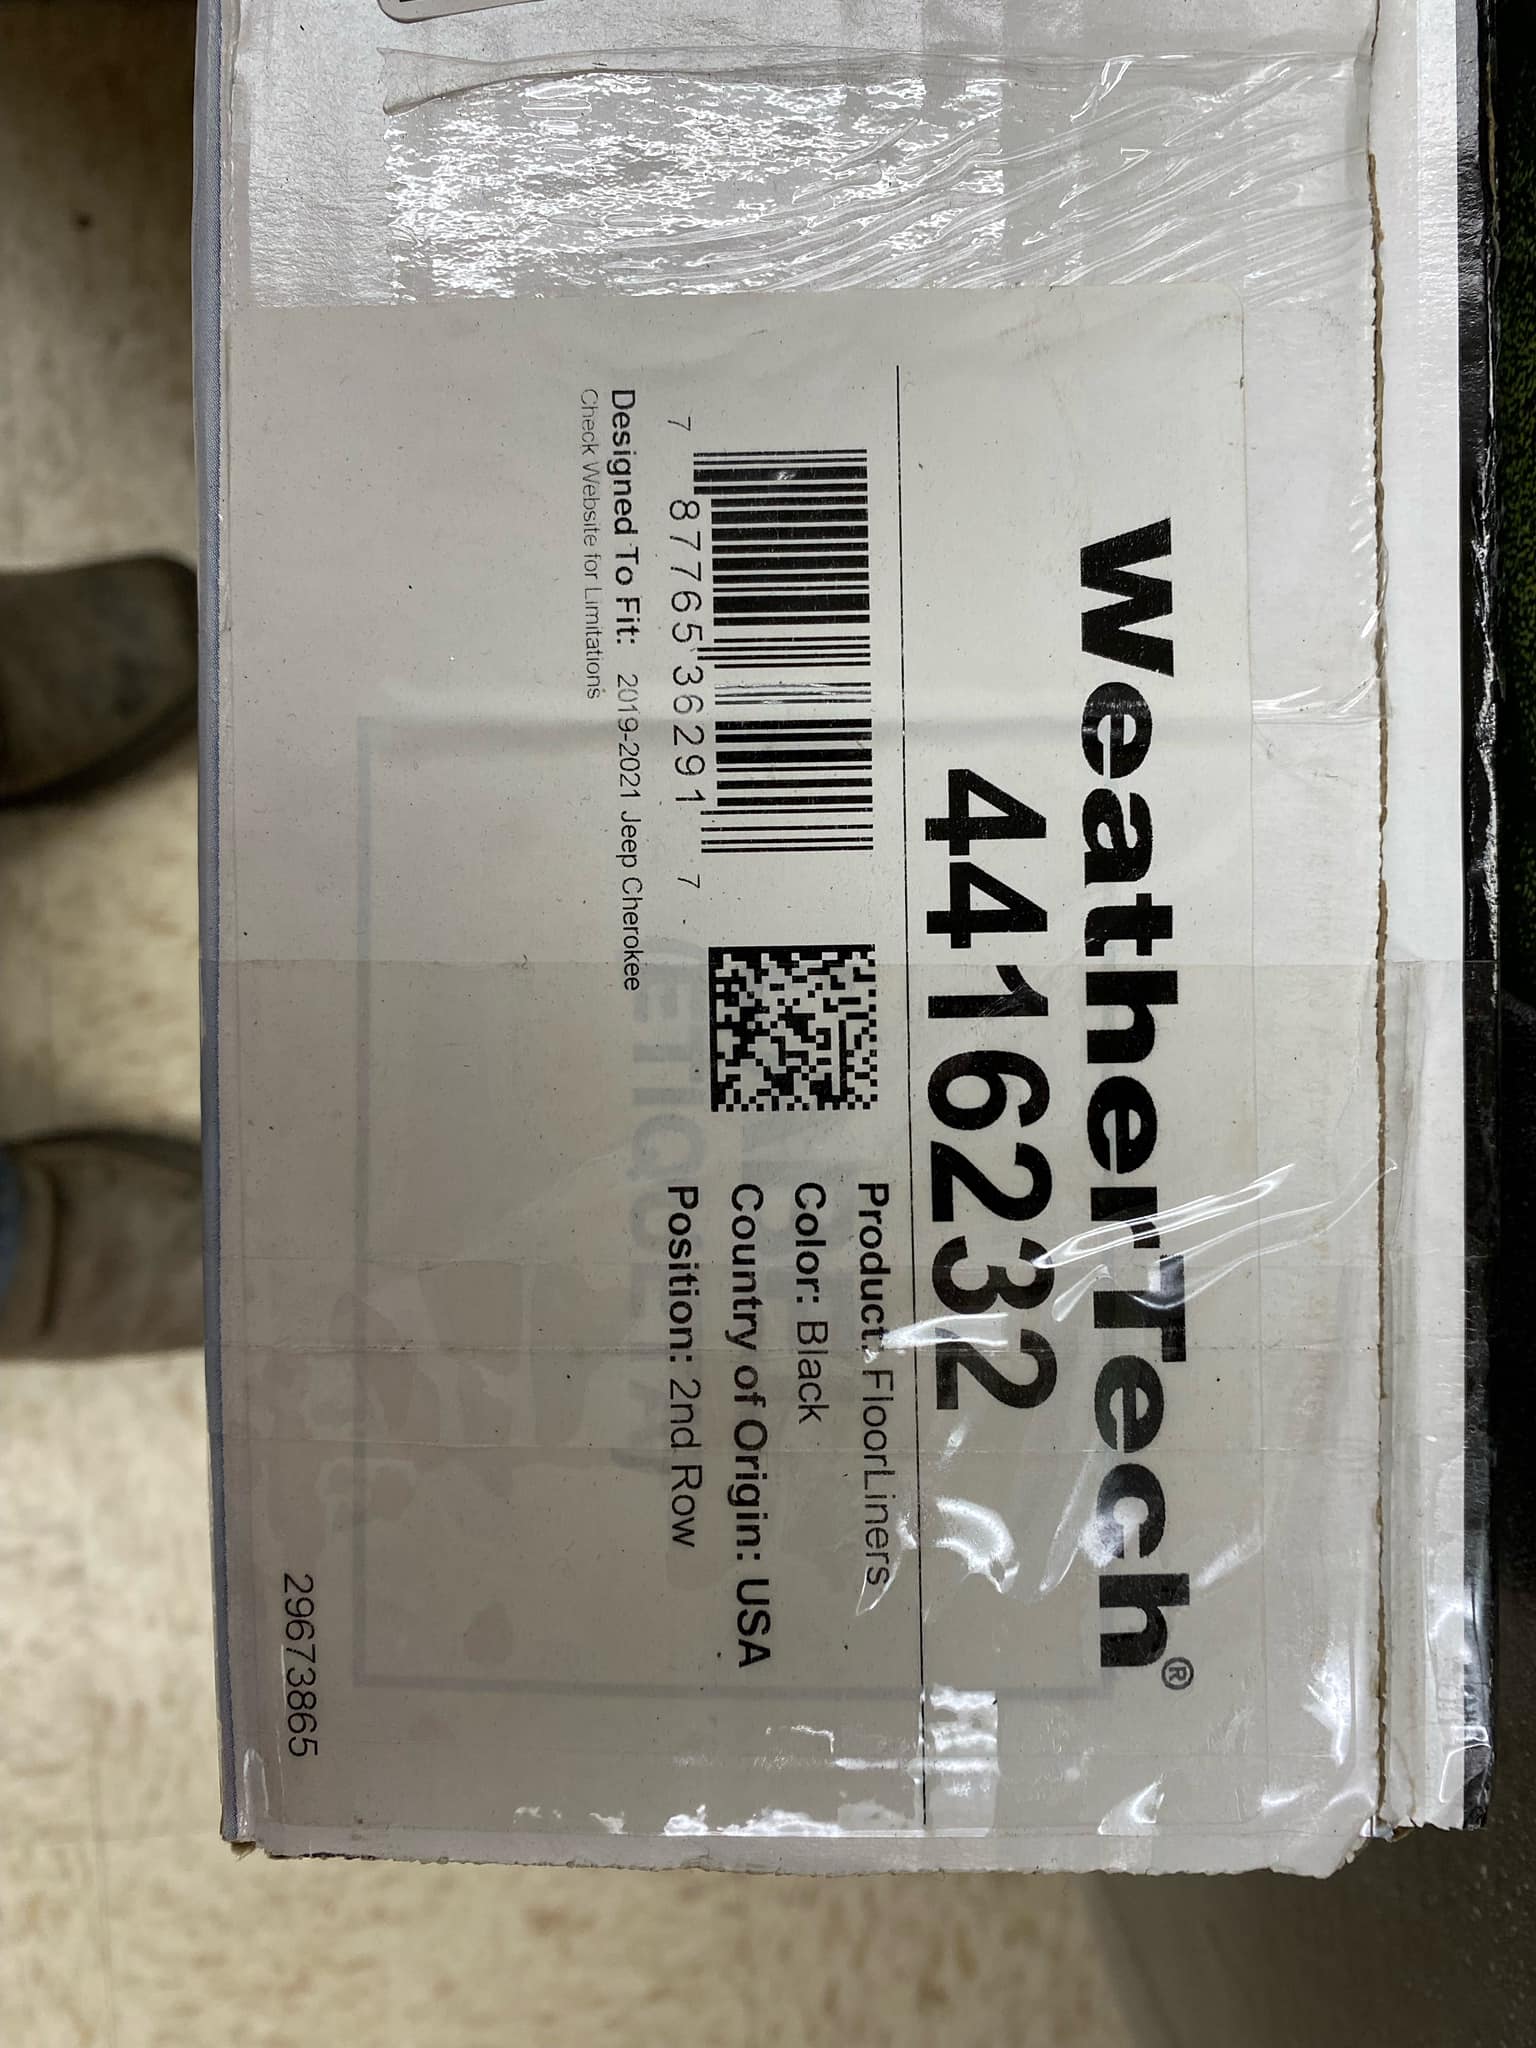 WeatherTech®
4416232
7 87765 36291 7
Product: FloorLiners
Color: Black
Country of Origin: USA
Position: 2nd Row
Designed To Fit: 2019-2021 Jeep Cherokee
Check Website for Limitations
29673865